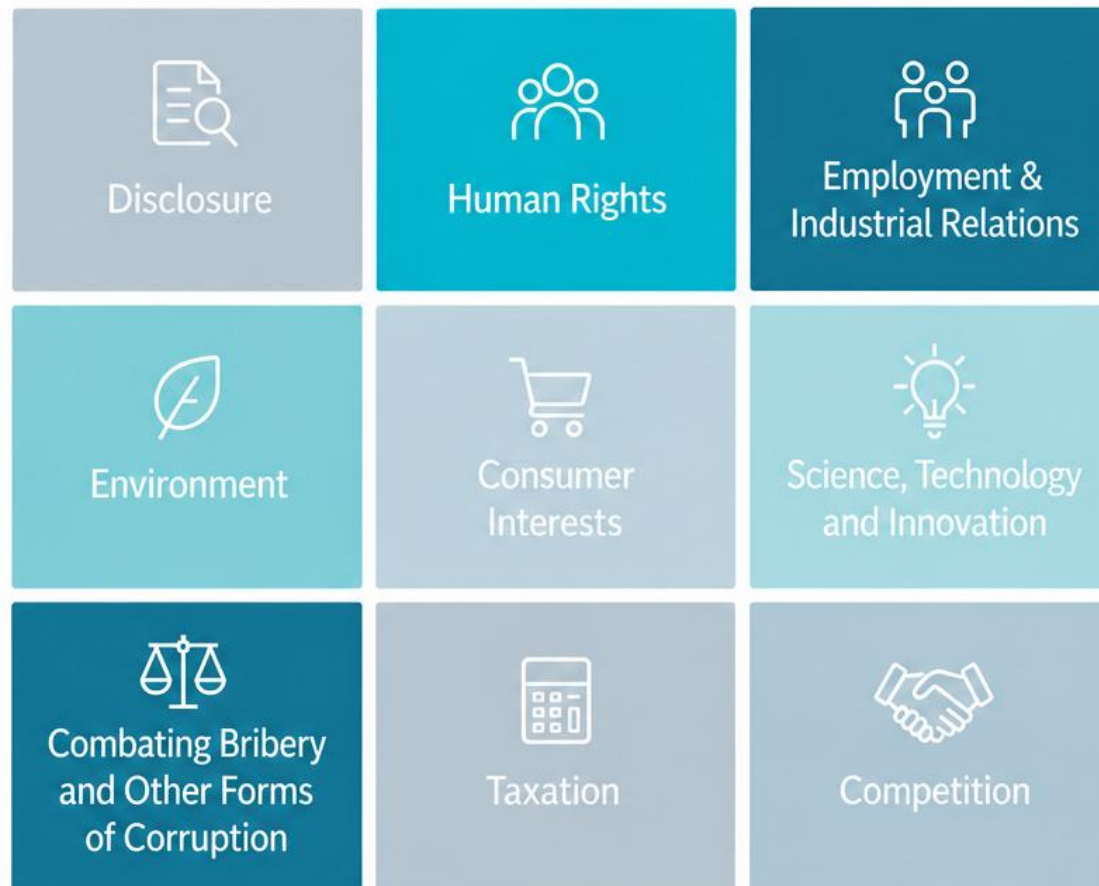 Disclosure
Human Rights
Employment &
Industrial Relations
Environment
Consumer
Interests
Science, Technology
and Innovation
Combating Bribery
and Other Forms
of Corruption
Taxation
Competition